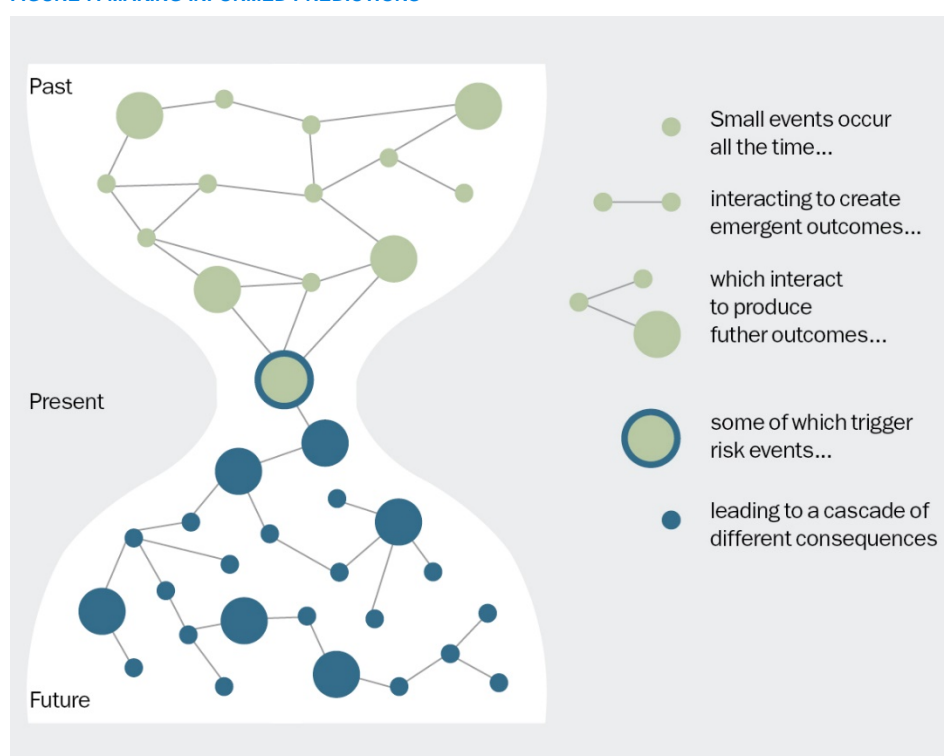 Past
Small events occur
all the time...
interacting to create
emergent outcomes...
which interact
to produce
futher outcomes...
Present
some of which trigger
risk events...
leading to a cascade of
different consequences
Future